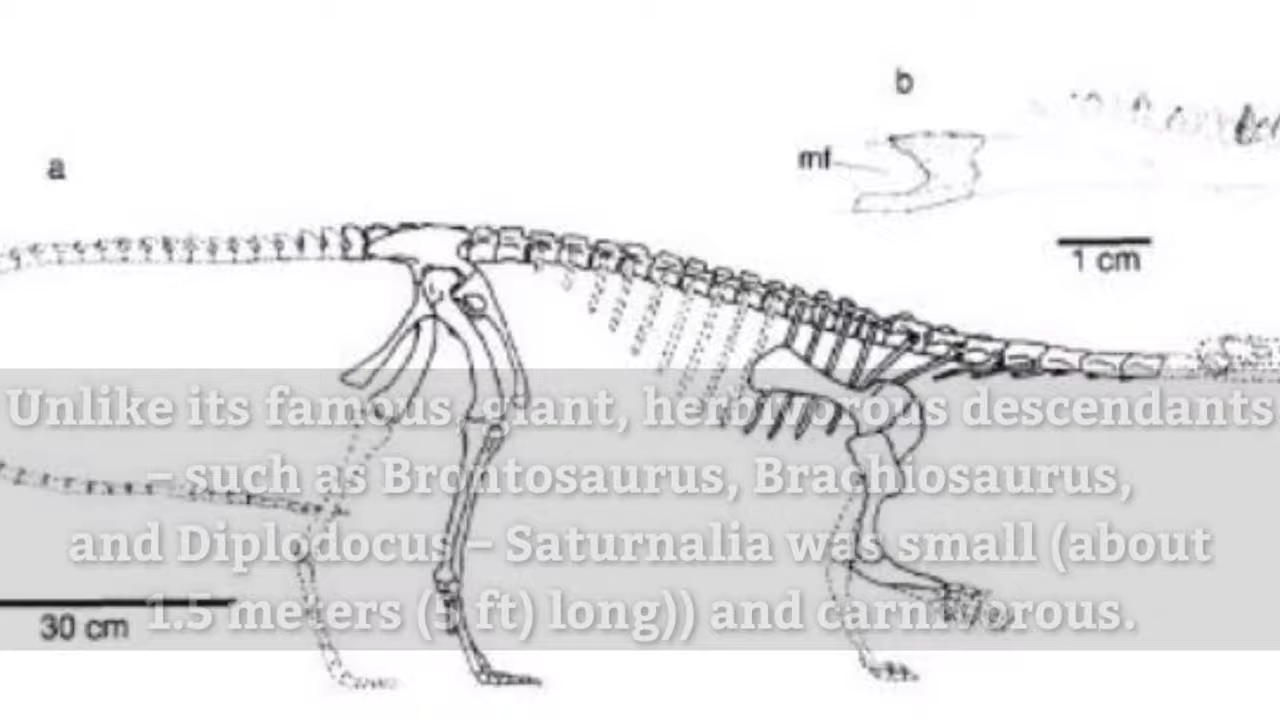 b
mf
a
1 cm
Unlike its famous, giant, herbivorous descendants
– such as Brontosaurus, Brachiosaurus,
and Diplodocus – Saturnalia was small (about
1.5 meters (5 ft) long)) and carnivorous.
30 cm